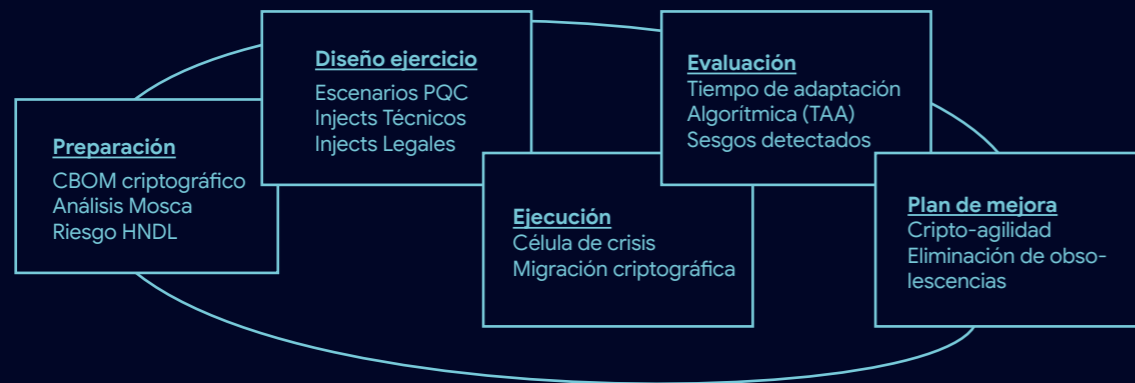 Preparación
CBOM criptográfico
Análisis Mosca
Riesgo HNDL
Diseño ejercicio
Escenarios PQC
Injects Técnicos
Injects Legales
Ejecución
Célula de crisis
Migración criptográfica
Evaluación
Tiempo de adaptación
Algorítmica (TAA)
Sesgos detectados
Plan de mejora
Cripto-agilidad
Eliminación de obso-
lescencias